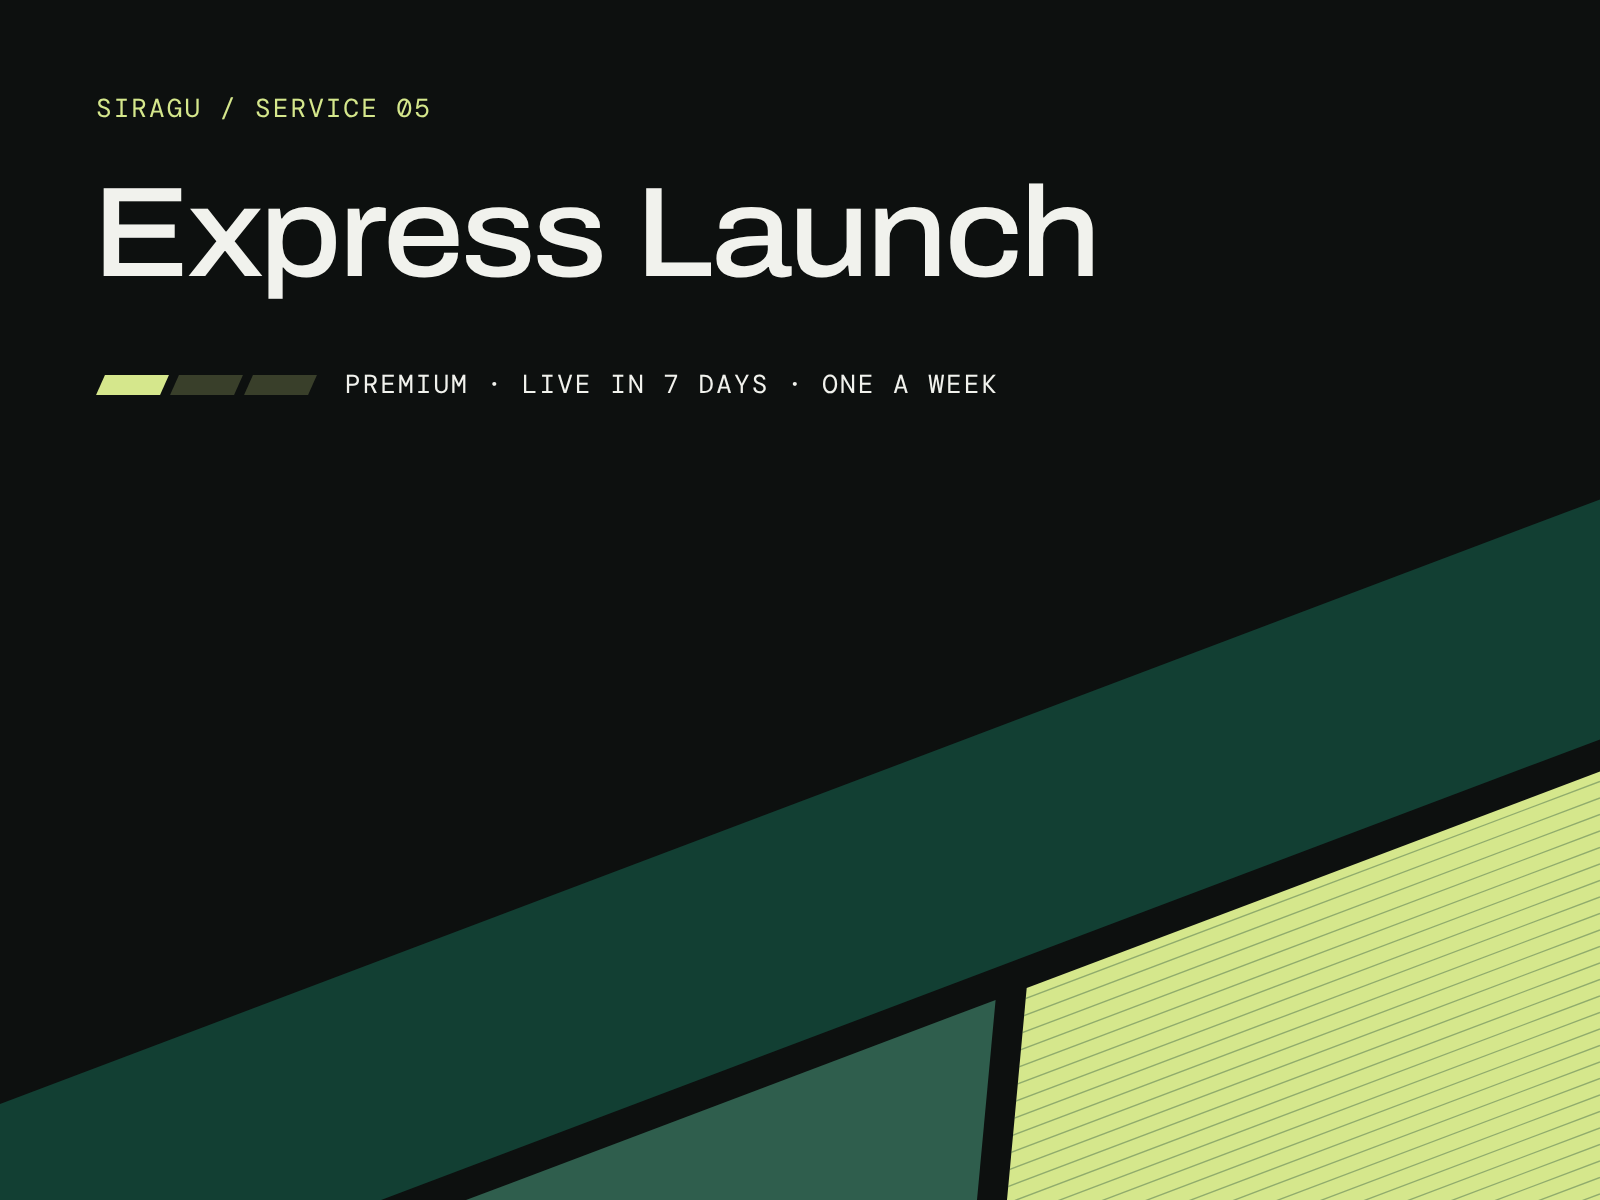 SIRAGU / SERVICE 05
Express Launch
PREMIUM · LIVE IN 7 DAYS · ONE A WEEK